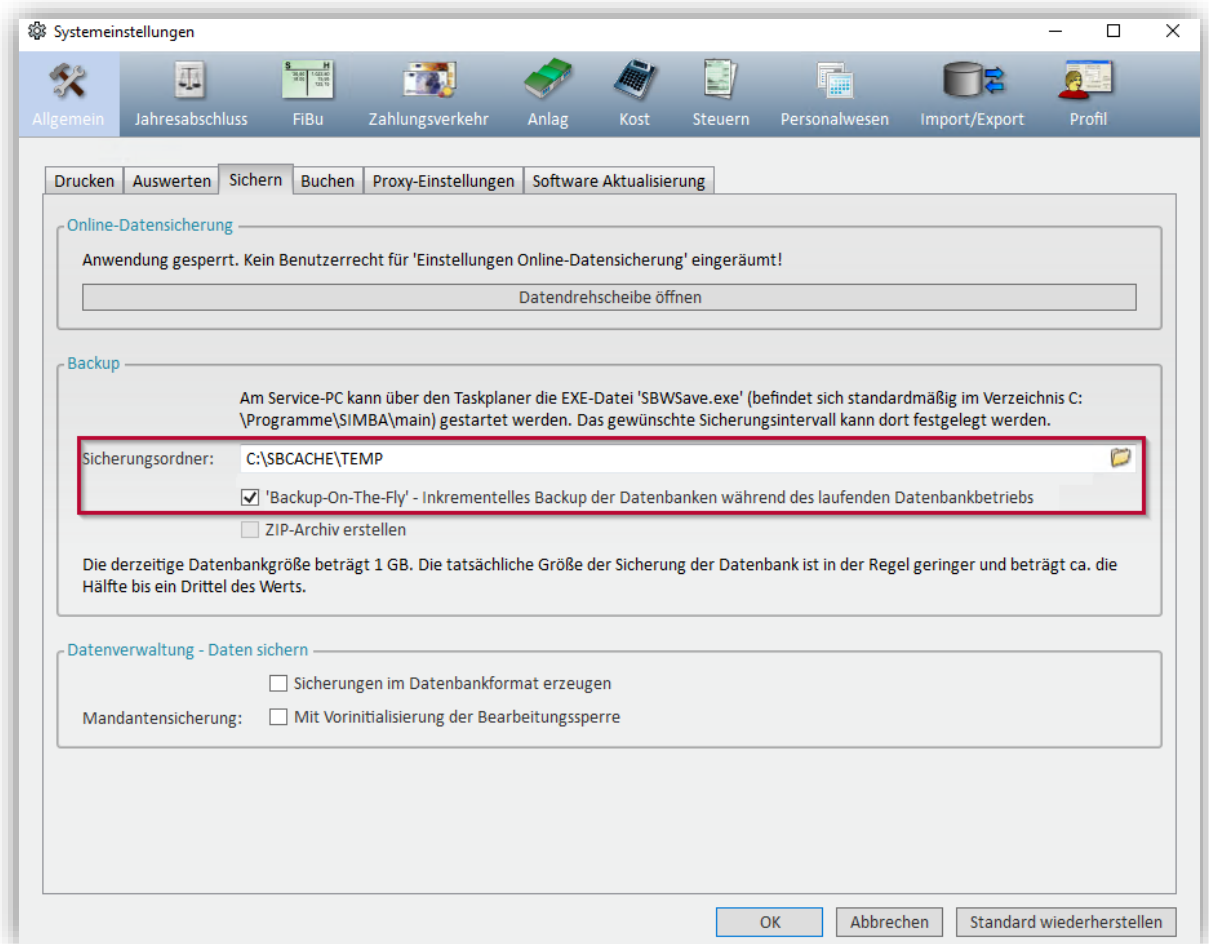 Systemeinstellungen
Allgemein Jahresabschluss FiBu Zahlungsverkehr Anlag Kost Steuern Personalwesen Import/Export Profil
Drucken Auswerten Sichern Buchen Proxy-Einstellungen Software Aktualisierung
Online-Datensicherung
Anwendung gesperrt. Kein Benutzerrecht für 'Einstellungen Online-Datensicherung' eingeräumt!
Datendrehscheibe öffnen
Backup
Am Service-PC kann über den Taskplaner die EXE-Datei 'SBWSave.exe' (befindet sich standardmäßig im Verzeichnis C:
\Programme\SIMBA\main) gestartet werden. Das gewünschte Sicherungsintervall kann dort festgelegt werden.
Sicherungsordner: C:\SBCACHE\TEMP
'Backup-On-The-Fly' - Inkrementelles Backup der Datenbanken während des laufenden Datenbankbetriebs
ZIP-Archiv erstellen
Die derzeitige Datenbankgröße beträgt 1 GB. Die tatsächliche Größe der Sicherung der Datenbank ist in der Regel geringer und beträgt ca. die
Hälfte bis ein Drittel des Werts.
Datenverwaltung - Daten sichern
Sicherungen im Datenbankformat erzeugen
Mandantensicherung: Mit Vorinitialisierung der Bearbeitungssperre
OK Abbrechen Standard wiederherstellen